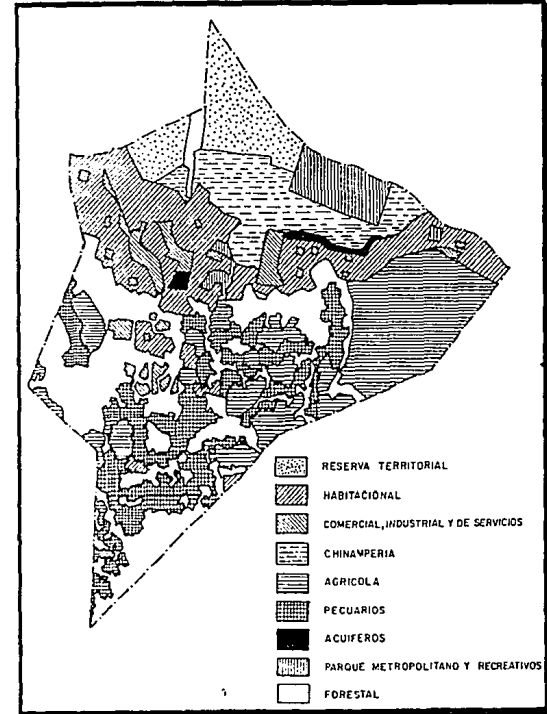 RESERVA TERRITORIAL
HABITACIONAL
COMERCIAL, INDUSTRIAL Y DE SERVICIOS
CHINAMPERIA
AGRICOLA
PECUARIOS
ACUIFEROS
PARQUE METROPOLITANO Y RECREATIVOS
FORESTAL